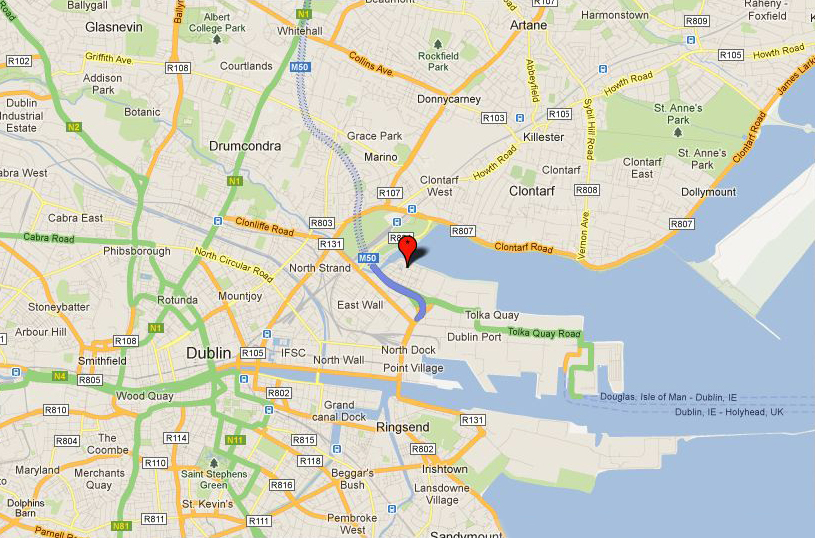 Road
Ballyg
Glasnevin
Ballym
Albert
College Park
N1
Whitehall
Beaumont
R107
Artane
Harmonstown
R809
Raheny -
Foxfield
R102
Griffith Ave.
R108
Courtlands
M50
Collins Ave.
Rockfield
Park
Abbeyfield
R105
Howth Road
Addison
Park
Donnycarney
Howth Road
James Lark
Dublin
Industrial
Estate
Botanic
N2
R103
R105
Killester
Sybil Hill Road
St. Anne's
Park
Clontarf Road
Grace Park
Drumcondra
Marino
Howth Road
Clontarf
Clontarf
East
St. Anne's
Park
abra West
N1
Clontarf
West
Clontarf
R808
Dollymount
R107
Cabra East
Clonliffe Road
R803
R807
R807
Vernon Ave.
Cabra Road
R131
Clontarf Road
Phibsborough
North Circular Road
M50
North Strand
Rotunda
Mountjoy
Stoneybatter
East Wall
Tolka Quay
Arbour Hill
N1
Tolka Quay Road
R108
Dublin Port
Smithfield
Dublin
R105
IFSC
North Dock
North Wall
Point Village
N4
R805
Wood Quay
R802
Douglas, Isle of Man - Dublin, IE
Dublin, IE - Holyhead, UK
R810
Grand
canal Dock
R131
Ringsend
R804
The
Coombe
R114
N11
R815
R802
R110
R118
Irishtown
Maryland
Merchants
Quay
Saint Stephens
Green
R816
Beggar's
Bush
Lansdowne
Village
Dolphins
Barn
St. Kevin's
R811
R111
Pembroke
West
N81
Parnell Road
Sandymount